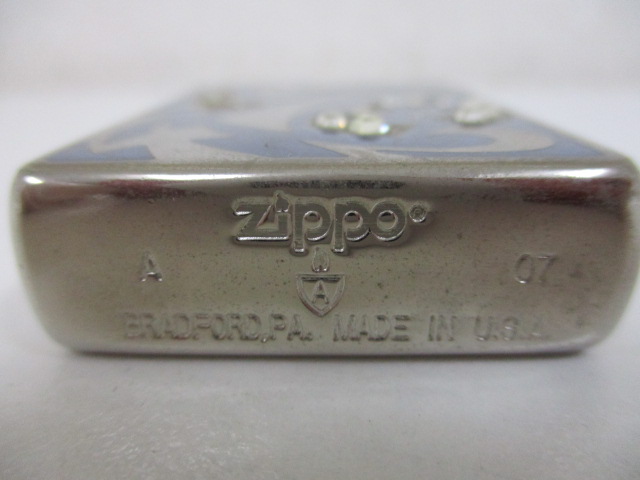 zippo®
A 07
A
BRADFORD, PA. MADE IN U.S.A.